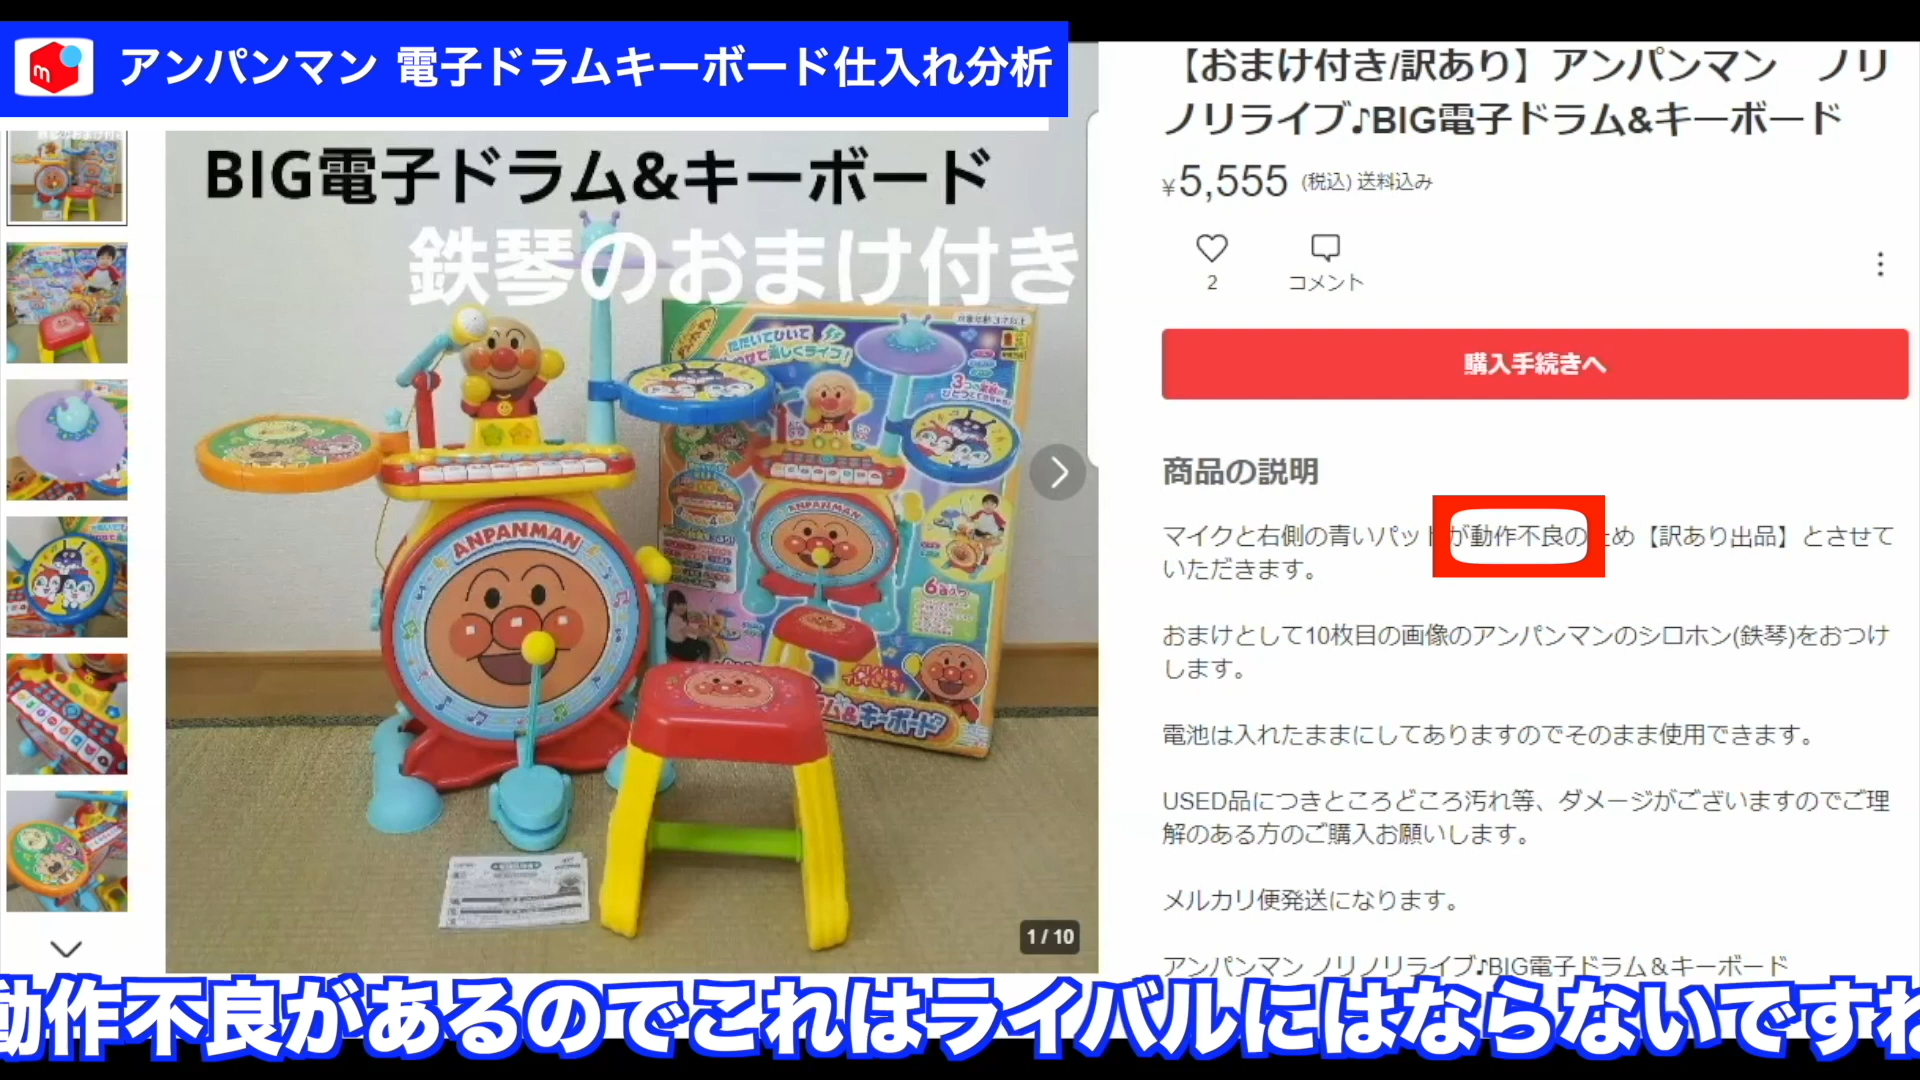 アンパンマン 電子ドラムキーボード仕入れ分析
【おまけ付き/訳あり】アンパンマン　ノリ
ノリライブ♪BIG電子ドラム&キーボード
¥5,555 (税込) 送料込み
2
コメント
購入手続きへ
商品の説明
マイクと右側の青いパットが動作不良のため【訳あり出品】とさせて
いただきます。
おまけとして10枚目の画像のアンパンマンのシロホン(鉄琴)をおつけ
します。
電池は入れたままにしてありますのでそのまま使用できます。
USED品につきところどころ汚れ等、ダメージがございますのでご理
解のある方のご購入お願いします。
メルカリ便発送になります。
アンパンマン ノリノリライブ♪BIG電子ドラム＆キーボード
BIG電子ドラム&キーボード
鉄琴のおまけ付き
たたいてひいて
ANPANMAN
ANPANMAN
ラム&キーボード
1 / 10
動作不良があるのでこれはライバルにはならないですね